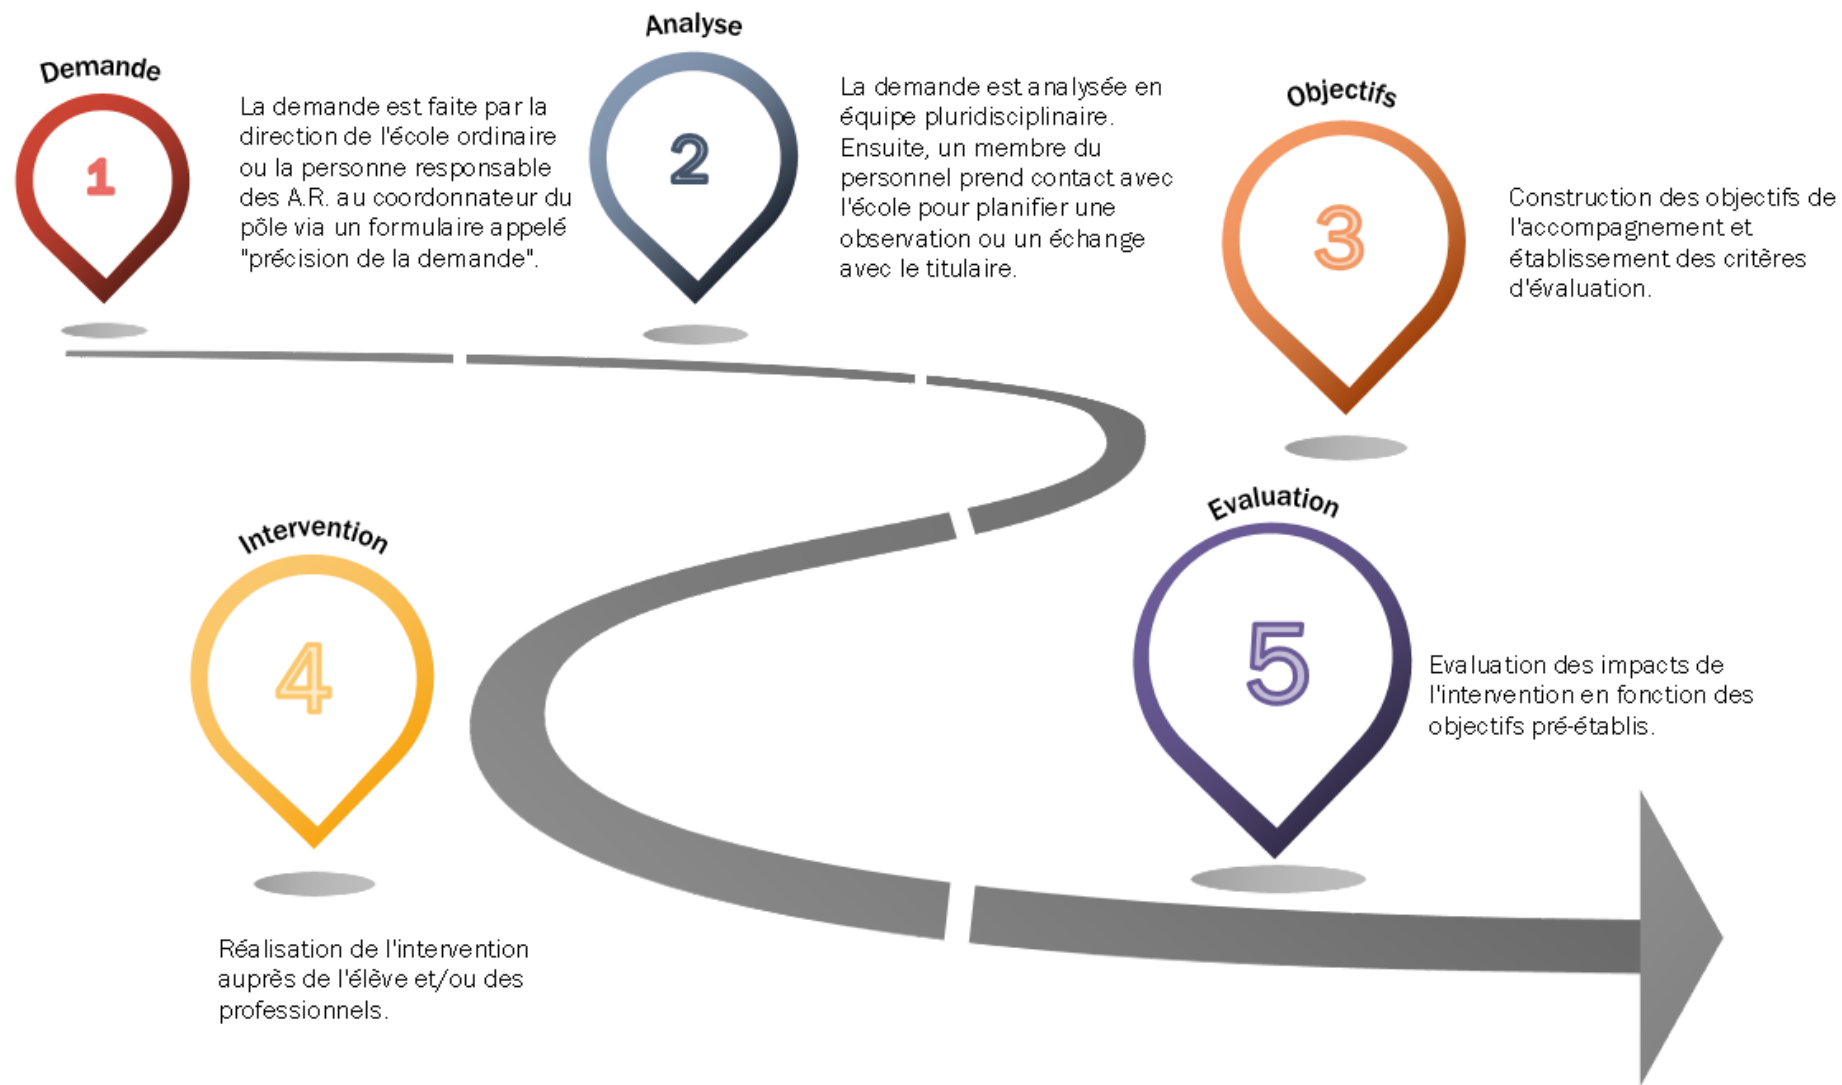 Demande
1
La demande est faite par la
direction de l'école ordinaire
ou la personne responsable
des A.R. au coordonnateur du
pôle via un formulaire appelé
"précision de la demande".
Analyse
2
La demande est analysée en
équipe pluridisciplinaire.
Ensuite, un membre du
personnel prend contact avec
l'école pour planifier une
observation ou un échange
avec le titulaire.
Objectifs
3
Construction des objectifs de
l'accompagnement et
établissement des critères
d'évaluation.
Intervention
4
Réalisation de l'intervention
auprès de l'élève et/ou des
professionnels.
Evaluation
5
Evaluation des impacts de
l'intervention en fonction des
objectifs pré-établis.